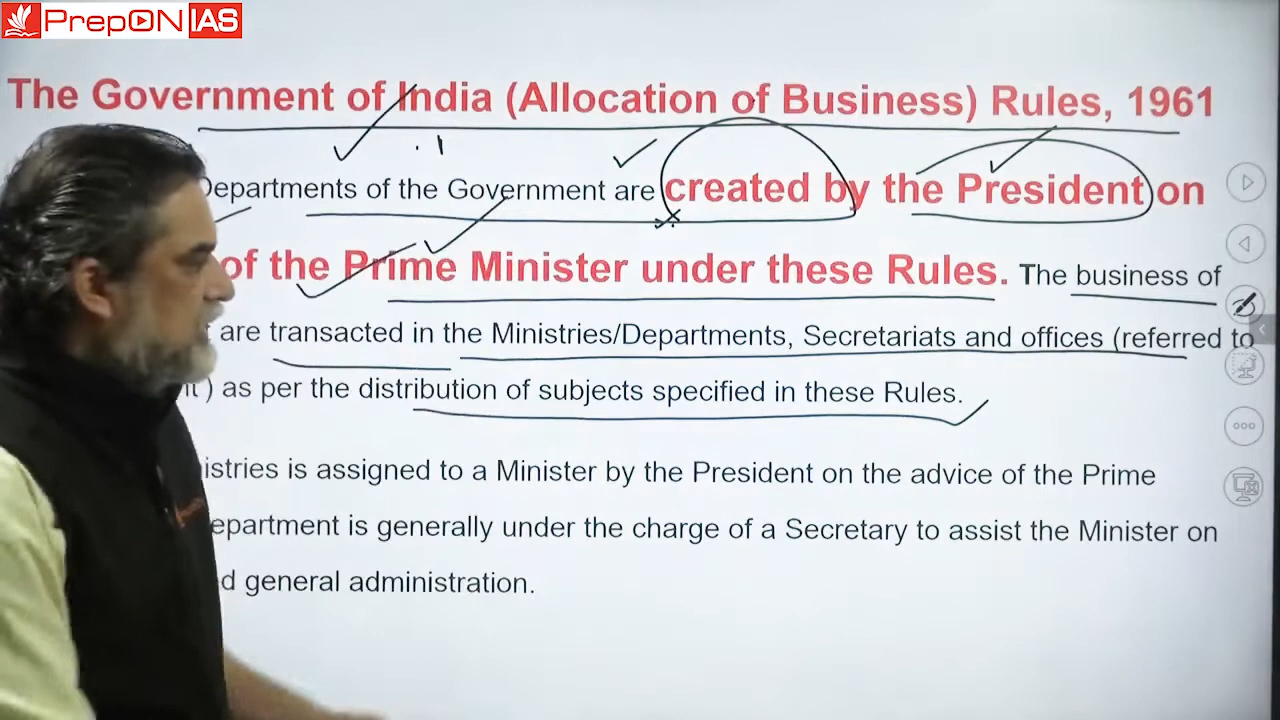 PrepON IAS
The Government of India (Allocation of Business) Rules, 1961
Departments of the Government are created by the President on
of the Prime Minister under these Rules. The business of
are transacted in the Ministries/Departments, Secretariats and offices (referred to
) as per the distribution of subjects specified in these Rules.
is assigned to a Minister by the President on the advice of the Prime
is generally under the charge of a Secretary to assist the Minister on
general administration.